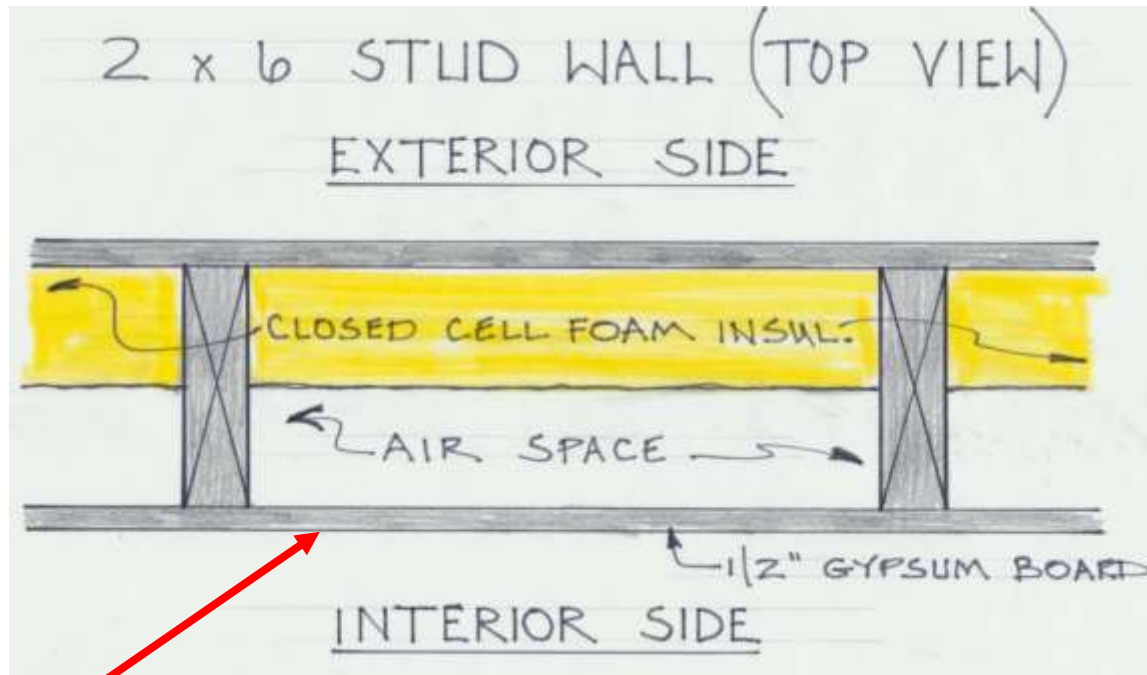 2 x 6 STUD WALL (TOP VIEW)
EXTERIOR SIDE
CLOSED CELL FOAM INSUL.
AIR SPACE
1/2" GYPSUM BOARD
INTERIOR SIDE